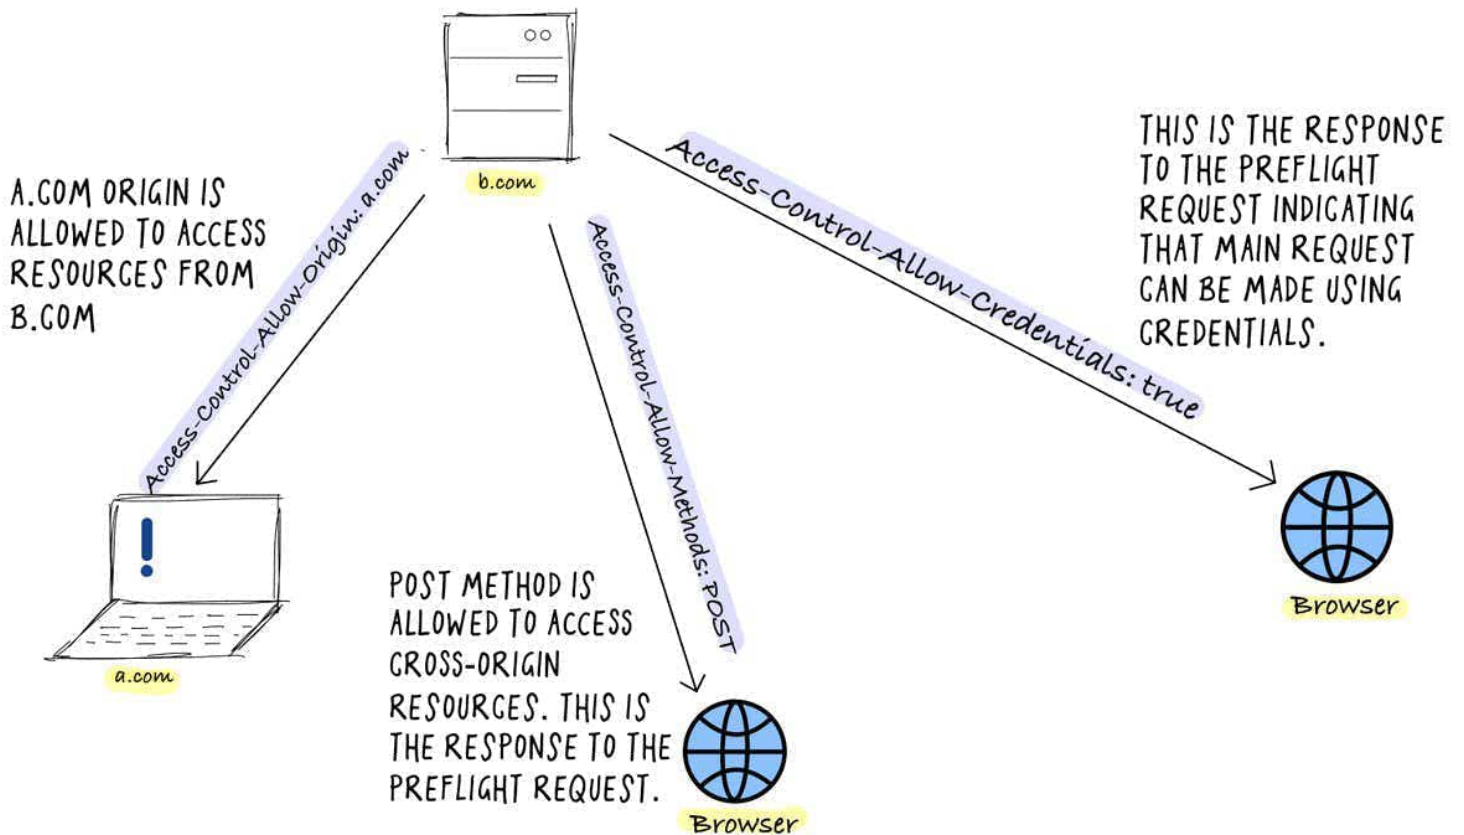 b.com
A.COM ORIGIN IS
ALLOWED TO ACCESS
RESOURCES FROM
B.COM
Access-Control-Allow-Origin: a.com
a.com
Access-Control-Allow-Methods: POST
POST METHOD IS
ALLOWED TO ACCESS
CROSS-ORIGIN
RESOURCES. THIS IS
THE RESPONSE TO THE
PREFLIGHT REQUEST.
Browser
Access-Control-Allow-Credentials: true
THIS IS THE RESPONSE
TO THE PREFLIGHT
REQUEST INDICATING
THAT MAIN REQUEST
CAN BE MADE USING
CREDENTIALS.
Browser